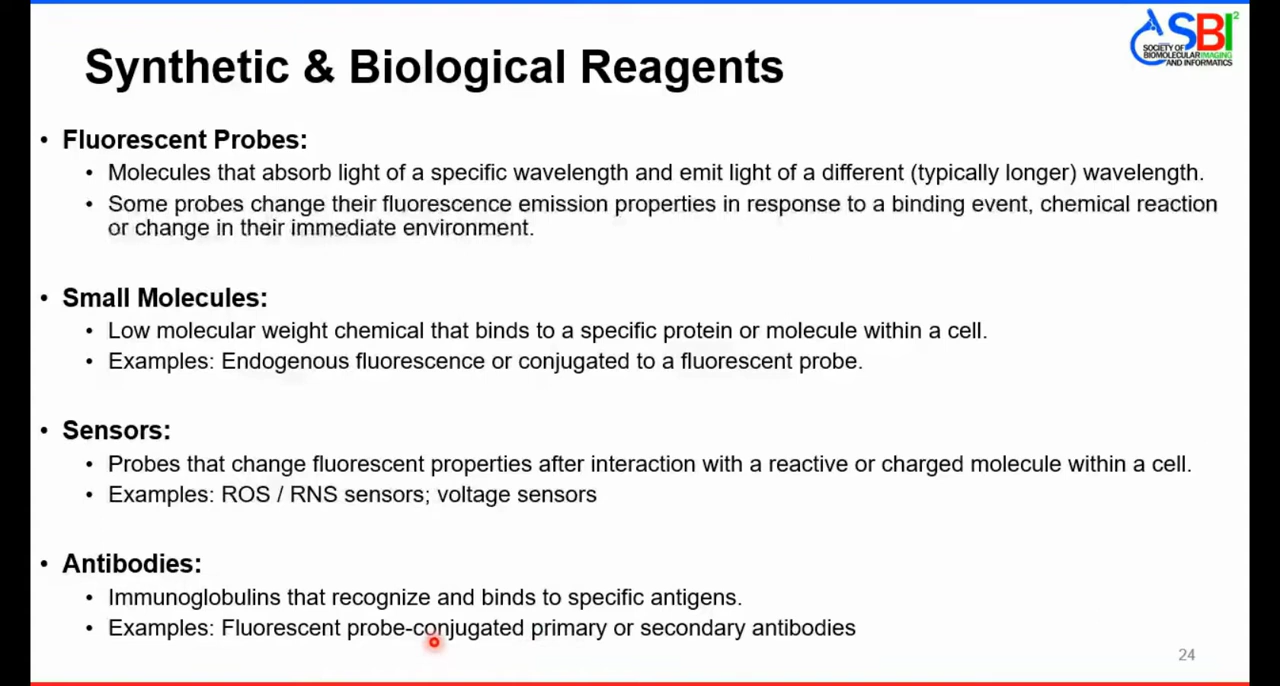 SBI²
SOCIETY OF
BIOMOLECULAR IMAGING
AND INFORMATICS
Synthetic & Biological Reagents
• Fluorescent Probes:
• Molecules that absorb light of a specific wavelength and emit light of a different (typically longer) wavelength.
• Some probes change their fluorescence emission properties in response to a binding event, chemical reaction
or change in their immediate environment.
• Small Molecules:
• Low molecular weight chemical that binds to a specific protein or molecule within a cell.
• Examples: Endogenous fluorescence or conjugated to a fluorescent probe.
• Sensors:
• Probes that change fluorescent properties after interaction with a reactive or charged molecule within a cell.
• Examples: ROS / RNS sensors; voltage sensors
• Antibodies:
• Immunoglobulins that recognize and binds to specific antigens.
• Examples: Fluorescent probe-conjugated primary or secondary antibodies
24